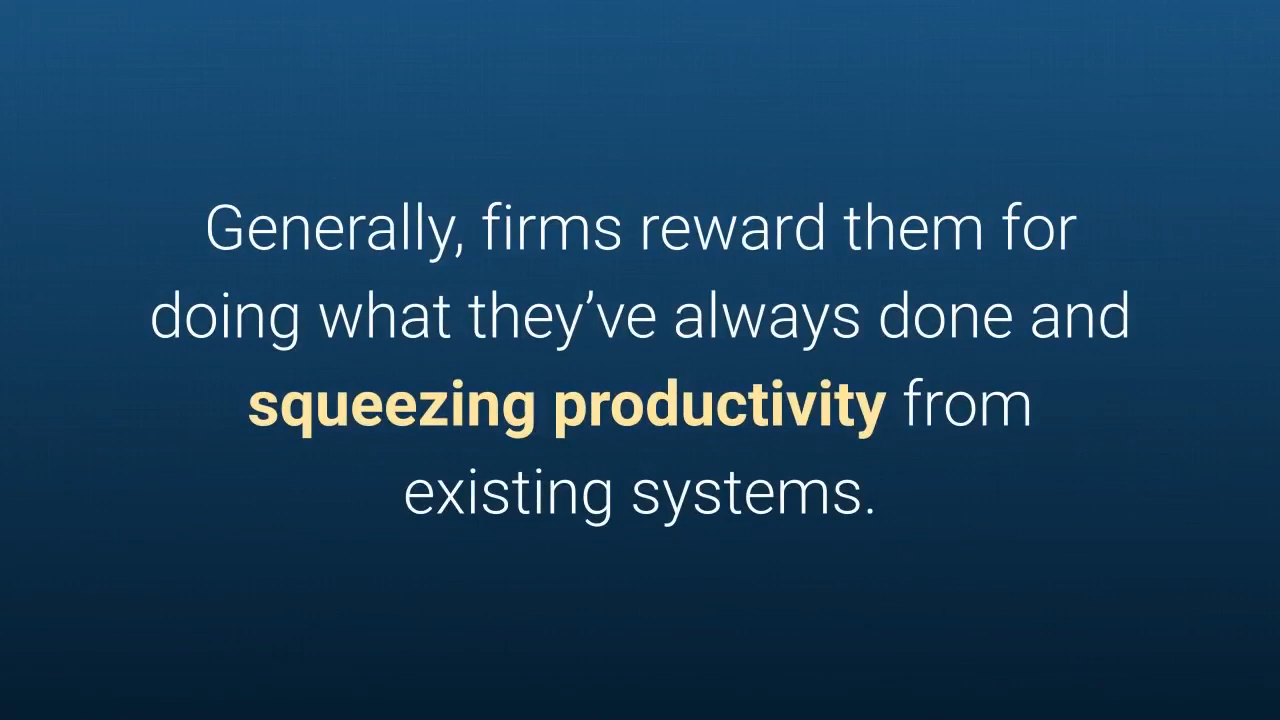 Generally, firms reward them for
doing what they’ve always done and
squeezing productivity from
existing systems.